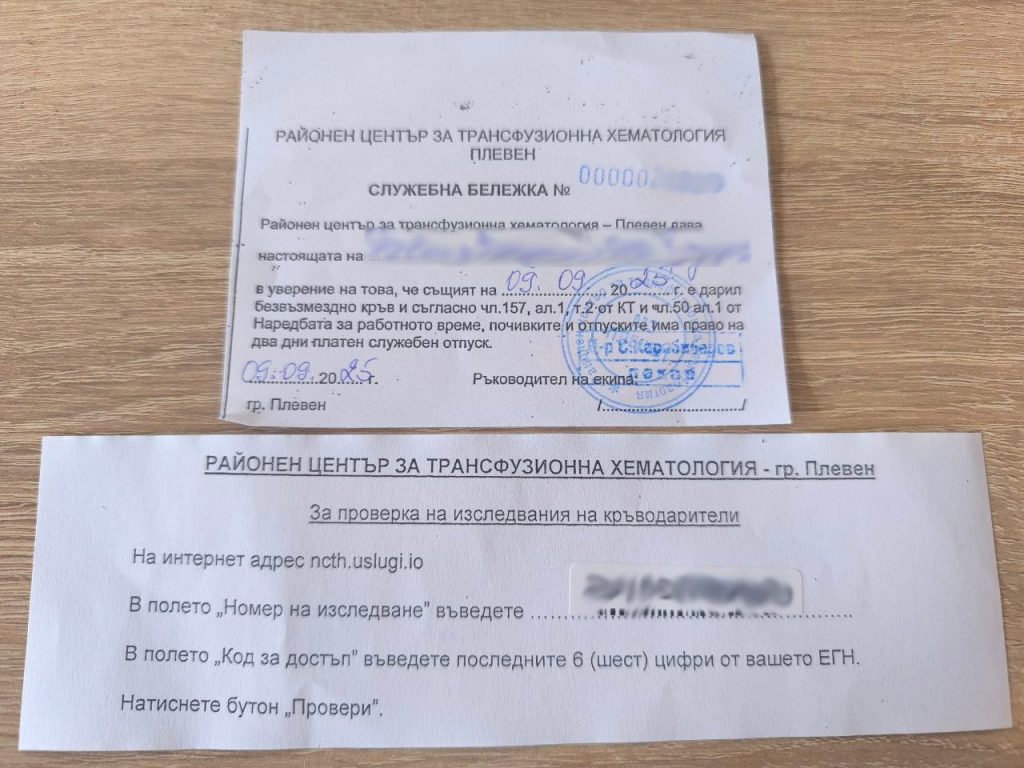 РАЙОНЕН ЦЕНТЪР ЗА ТРАНСФУЗИОННА ХЕМАТОЛОГИЯ
ПЛЕВЕН
СЛУЖЕБНА БЕЛЕЖКА № 00000
Районен център за трансфузионна хематология – Плевен дава
настоящата на
в уверение на това, че същият на 09.09. 2025 г. е дарил
безвъзмездно кръв и съгласно чл.157, ал.1, т.2 от КТ и чл.50 ал.1 от
Наредбата за работното време, почивките и отпуските има право на
два дни платен служебен отпуск.
09.09. 2025 г. Ръководител на екипа:
гр. Плевен /................................/
РАЙОНЕН ЦЕНТЪР ЗА ТРАНСФУЗИОННА ХЕМАТОЛОГИЯ - гр. Плевен
За проверка на изследвания на кръводарители
На интернет адрес ncth.uslugi.io
В полето „Номер на изследване” въведете ....................
В полето „Код за достъп” въведете последните 6 (шест) цифри от вашето ЕГН.
Натиснете бутон „Провери”.